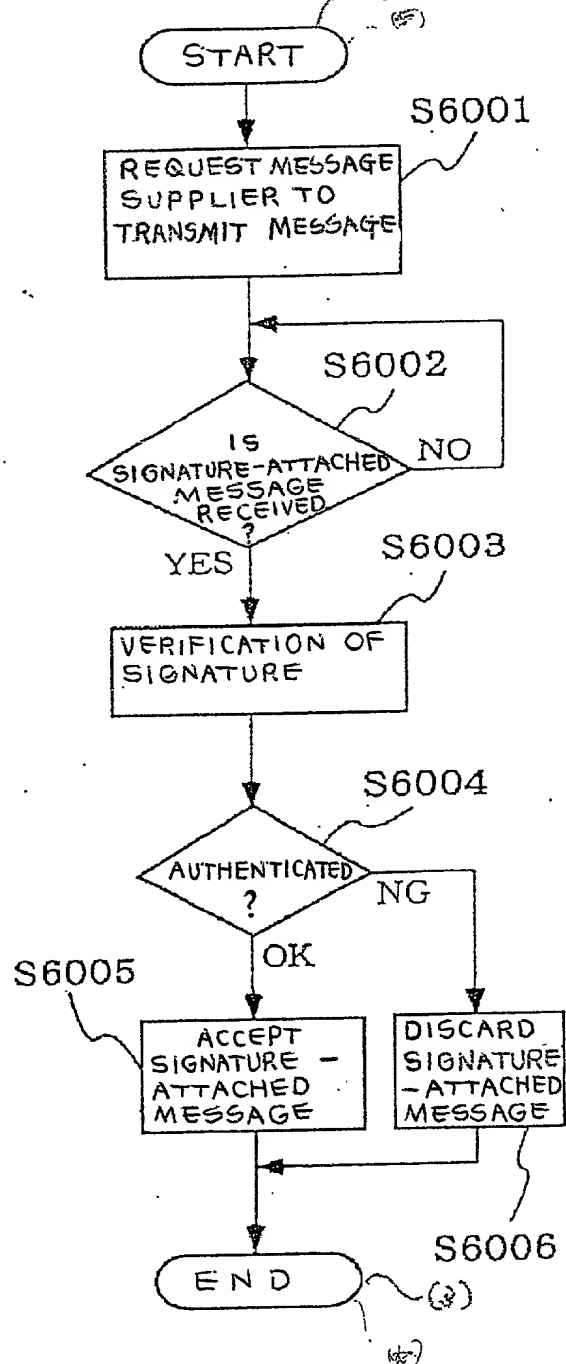 START
S6001
REQUEST MESSAGE
SUPPLIER TO
TRANSMIT MESSAGE
S6002
IS
SIGNATURE-ATTACHED
MESSAGE
RECEIVED
?
NO
YES
S6003
VERIFICATION OF
SIGNATURE
S6004
AUTHENTICATED
?
NG
OK
S6005
ACCEPT
SIGNATURE -
ATTACHED
MESSAGE
DISCARD
SIGNATURE
-ATTACHED
MESSAGE
S6006
END